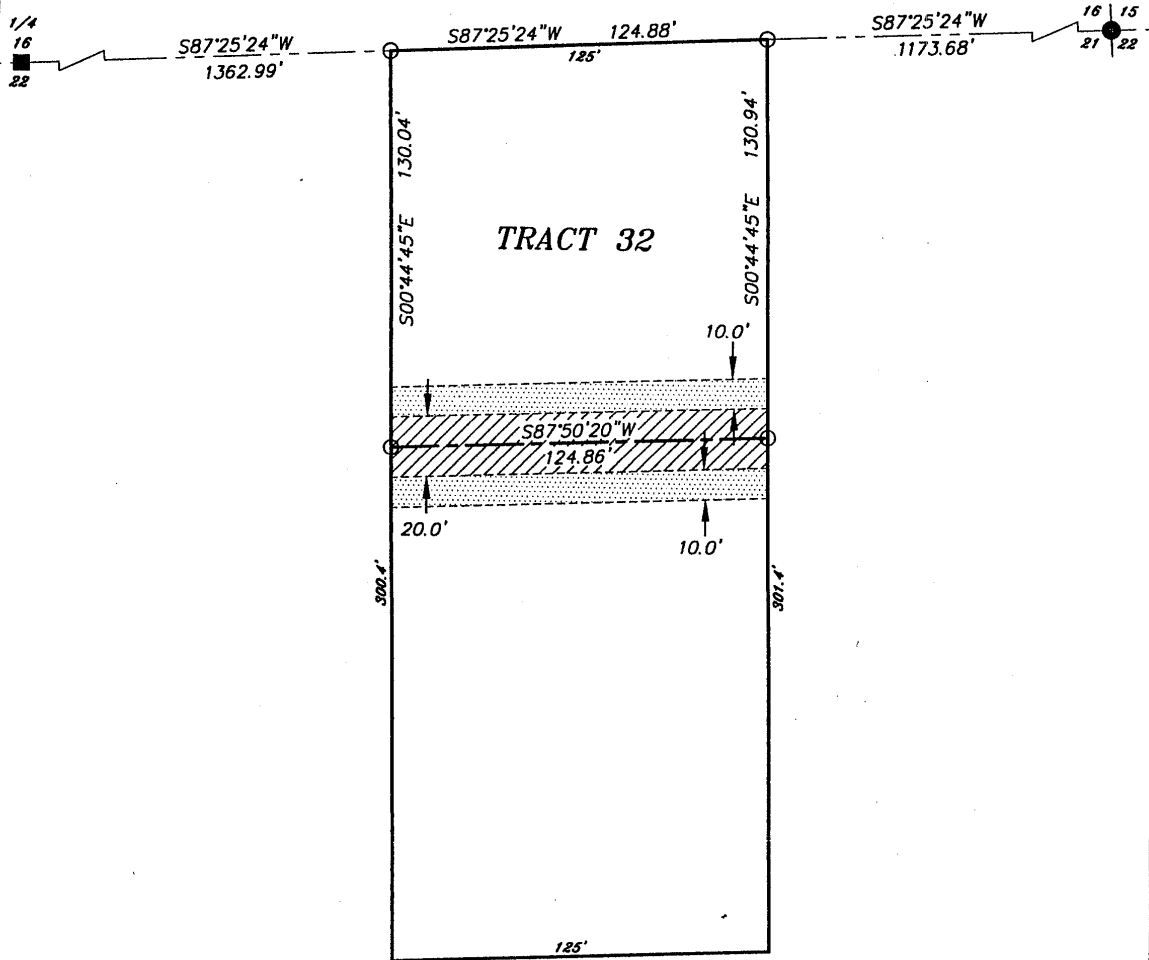 1/4
16
22
S87°25'24"W
1362.99'
S87°25'24"W 124.88'
125'
S87°25'24"W
1173.68'
16 15
21 22
S00°44'45"E 130.04'
S00°44'45"E 130.94'
TRACT 32
10.0'
S87°50'20"W
124.86'
20.0'
10.0'
300.4'
301.4'
125'